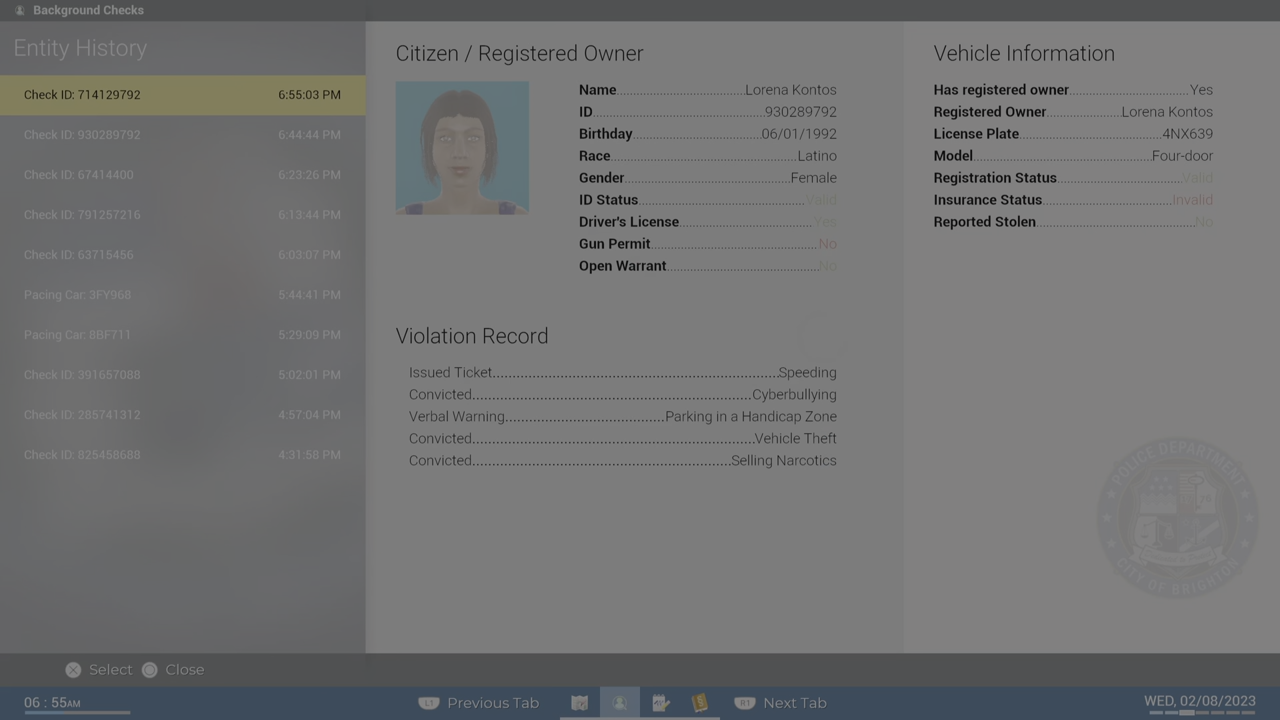 Background Checks
Entity History
Check ID: 714129792 6:55:03 PM
Check ID: 930289792 6:44:44 PM
Check ID: 67414400 6:23:26 PM
Check ID: 791257216 6:13:44 PM
Check ID: 63715456 6:03:07 PM
Pacing Car: 3FY968 5:44:41 PM
Pacing Car: 8BF711 5:29:09 PM
Check ID: 391657088 5:02:01 PM
Check ID: 285741312 4:57:04 PM
Check ID: 825458688 4:31:58 PM
Select Close
Citizen / Registered Owner
Name Lorena Kontos
ID 930289792
Birthday 06/01/1992
Race Latino
Gender Female
ID Status Valid
Driver's License Yes
Gun Permit No
Open Warrant No
Violation Record
Issued Ticket Speeding
Convicted Cyberbullying
Verbal Warning Parking in a Handicap Zone
Convicted Vehicle Theft
Convicted Selling Narcotics
Vehicle Information
Has registered owner Yes
Registered Owner Lorena Kontos
License Plate 4NX639
Model Four-door
Registration Status Valid
Insurance Status Invalid
Reported Stolen No
POLICE DEPARTMENT
CITY OF BRIGHTON
06 : 55AM
L1 Previous Tab
R1 Next Tab
WED, 02/08/2023